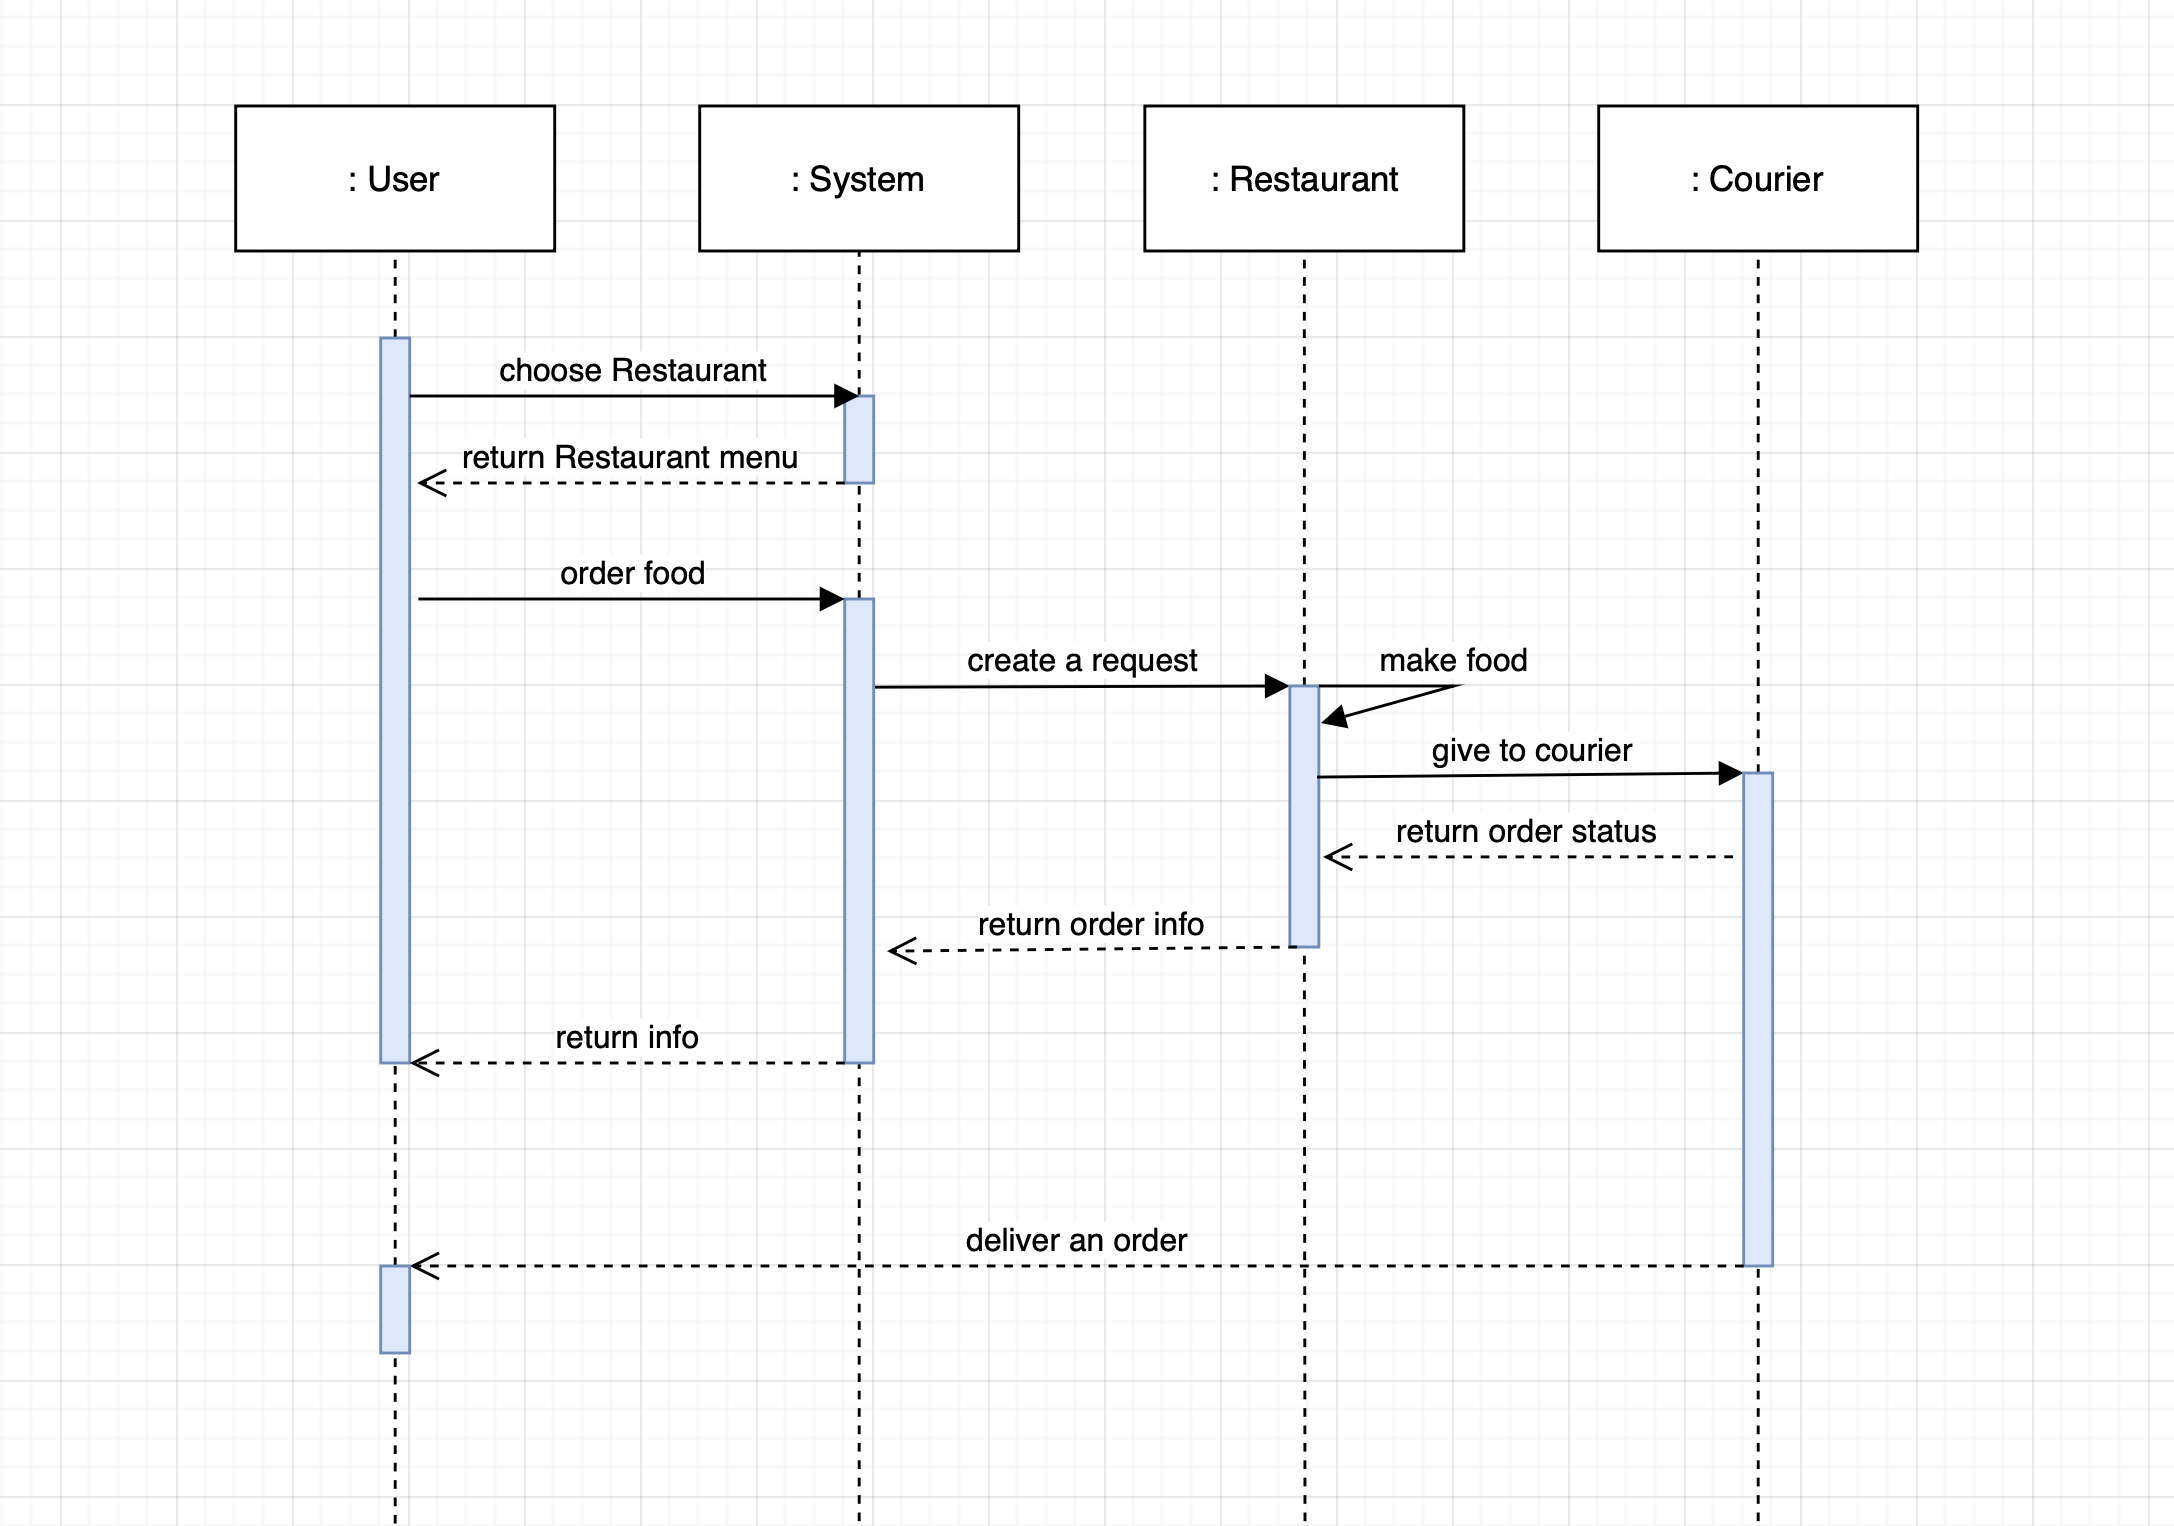 : User
: System
: Restaurant
: Courier
choose Restaurant
return Restaurant menu
order food
create a request
make food
give to courier
return order status
return order info
return info
deliver an order